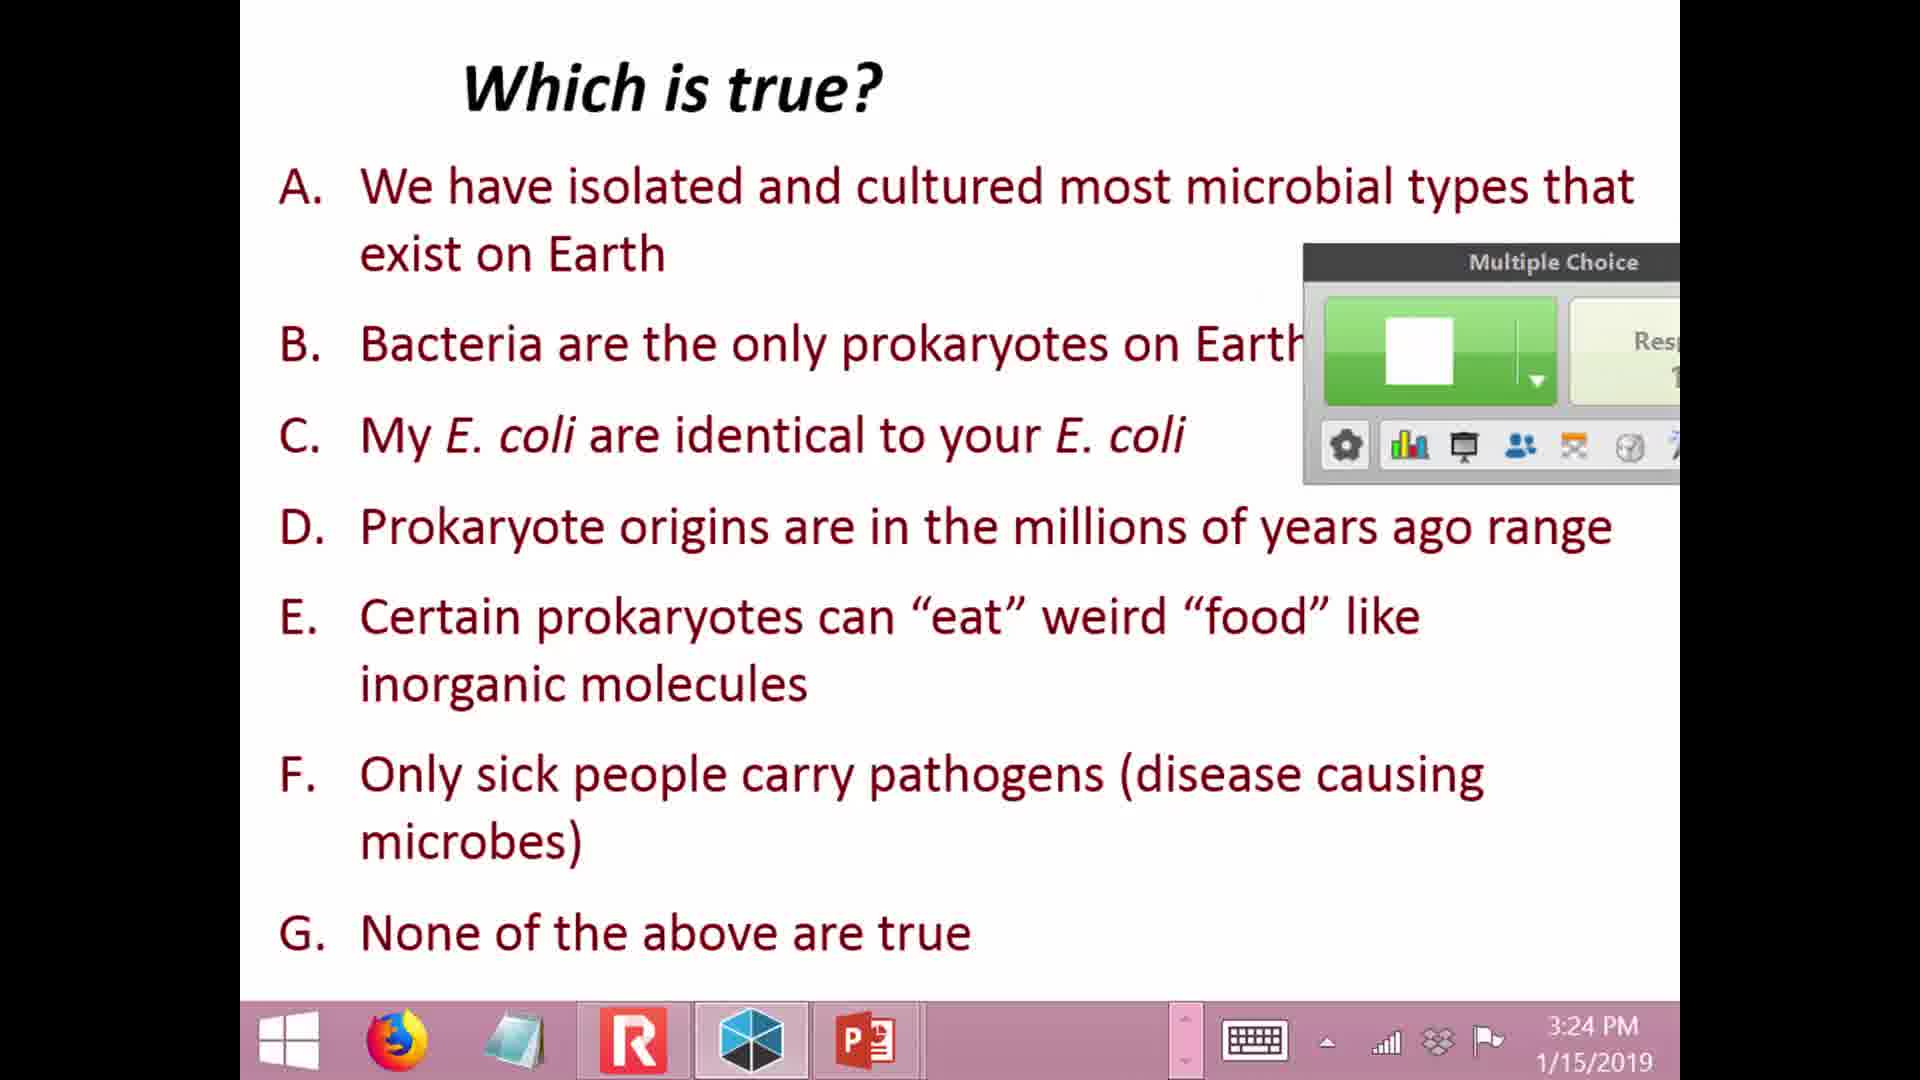 Which is true?
A. We have isolated and cultured most microbial types that
exist on Earth
Multiple Choice
B. Bacteria are the only prokaryotes on Earth
C. My E. coli are identical to your E. coli
D. Prokaryote origins are in the millions of years ago range
E. Certain prokaryotes can “eat” weird “food” like
inorganic molecules
F. Only sick people carry pathogens (disease causing
microbes)
G. None of the above are true
3:24 PM
1/15/2019